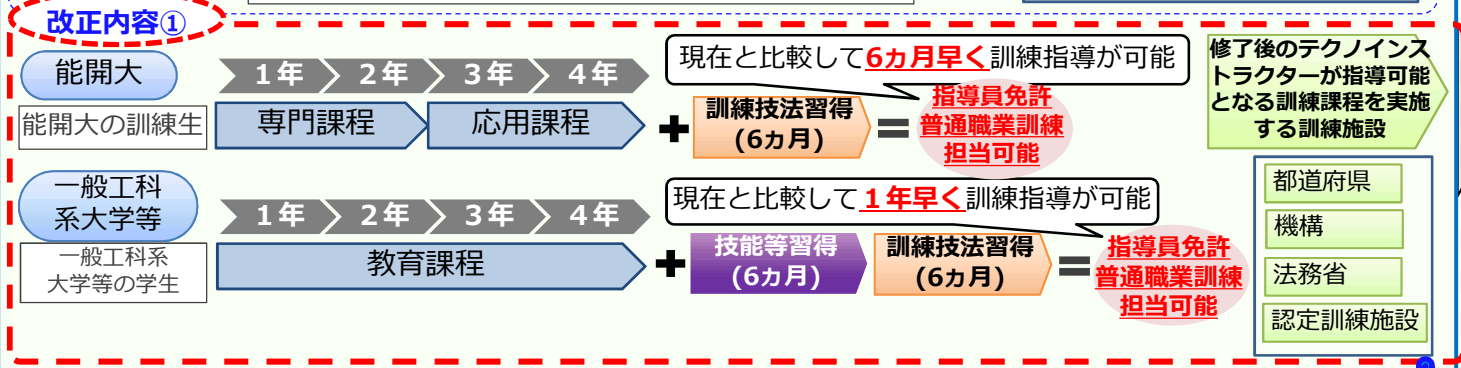 改正内容①
能開大
能開大の訓練生
1年
2年
3年
4年
専門課程
応用課程
+
訓練技法習得
(6ヵ月)
=
現在と比較して6ヵ月早く訓練指導が可能
指導員免許
普通職業訓練
担当可能
一般工科
系大学等
一般工科系
大学等の学生
1年
2年
3年
4年
教育課程
+
技能等習得
(6ヵ月)
訓練技法習得
(6ヵ月)
=
現在と比較して1年早く訓練指導が可能
指導員免許
普通職業訓練
担当可能
修了後のテクノインス
トラクターが指導可能
となる訓練課程を実施
する訓練施設
都道府県
機構
法務省
認定訓練施設